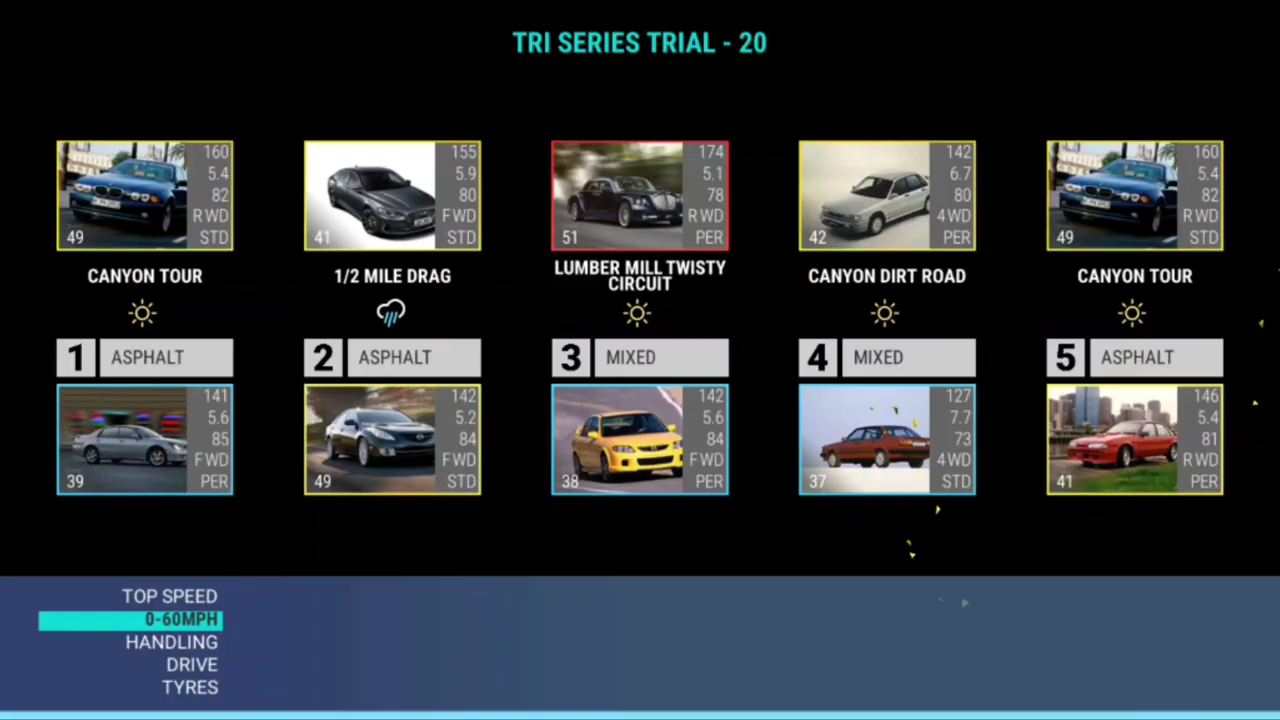 TRI SERIES TRIAL - 20
160
5.4
82
RWD
49 STD
155
5.9
80
FWD
41 STD
174
5.1
78
RWD
51 PER
142
6.7
80
4WD
42 PER
160
5.4
82
RWD
49 STD
CANYON TOUR
1/2 MILE DRAG
LUMBER MILL TWISTY
CIRCUIT
CANYON DIRT ROAD
CANYON TOUR
1 ASPHALT
2 ASPHALT
3 MIXED
4 MIXED
5 ASPHALT
141
5.6
85
FWD
39 PER
142
5.2
84
FWD
49 STD
142
5.6
84
FWD
38 PER
127
7.7
73
4WD
37 STD
146
5.4
81
RWD
41 PER
TOP SPEED
0-60MPH
HANDLING
DRIVE
TYRES